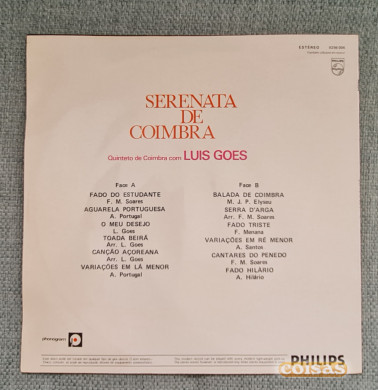 ESTÉREO
SERENATA
DE
COIMBRA
Quinteto de Coimbra com LUIS GOES
Face A
FADO DO ESTUDANTE
F. M. Soares
AGUARELA PORTUGUESA
A. Portugal
O MEU DESEJO
L. Goes
TOADA BEIRÃ
Arr. L. Goes
CANÇÃO AÇOREANA
Arr. L. Goes
VARIAÇÕES EM LÁ MENOR
A. Portugal
Face B
BALADA DE COIMBRA
M. J. P. Elyseu
SERRA D'ARGA
Arr. F. M. Soares
FADO TRISTE
F. Menano
VARIAÇÕES EM RÉ MENOR
A. Santos
CANTARES DO PENEDO
F. M. Soares
FADO HILÁRIO
A. Hilário
phonogram
PHILIPS
coisas